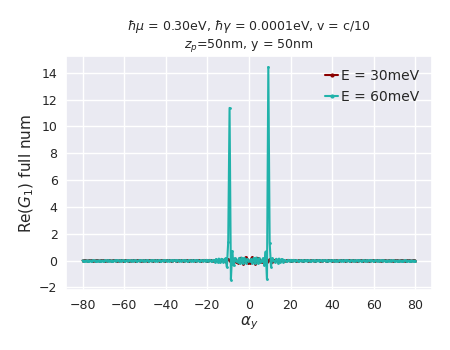 ℏμ = 0.30eV, ℏγ = 0.0001eV, v = c/10
z_p=50nm, y = 50nm
E = 30meV
E = 60meV
Re(G₁) full num
14
12
10
8
6
4
2
0
−2
−80 −60 −40 −20 0 20 40 60 80
α_y